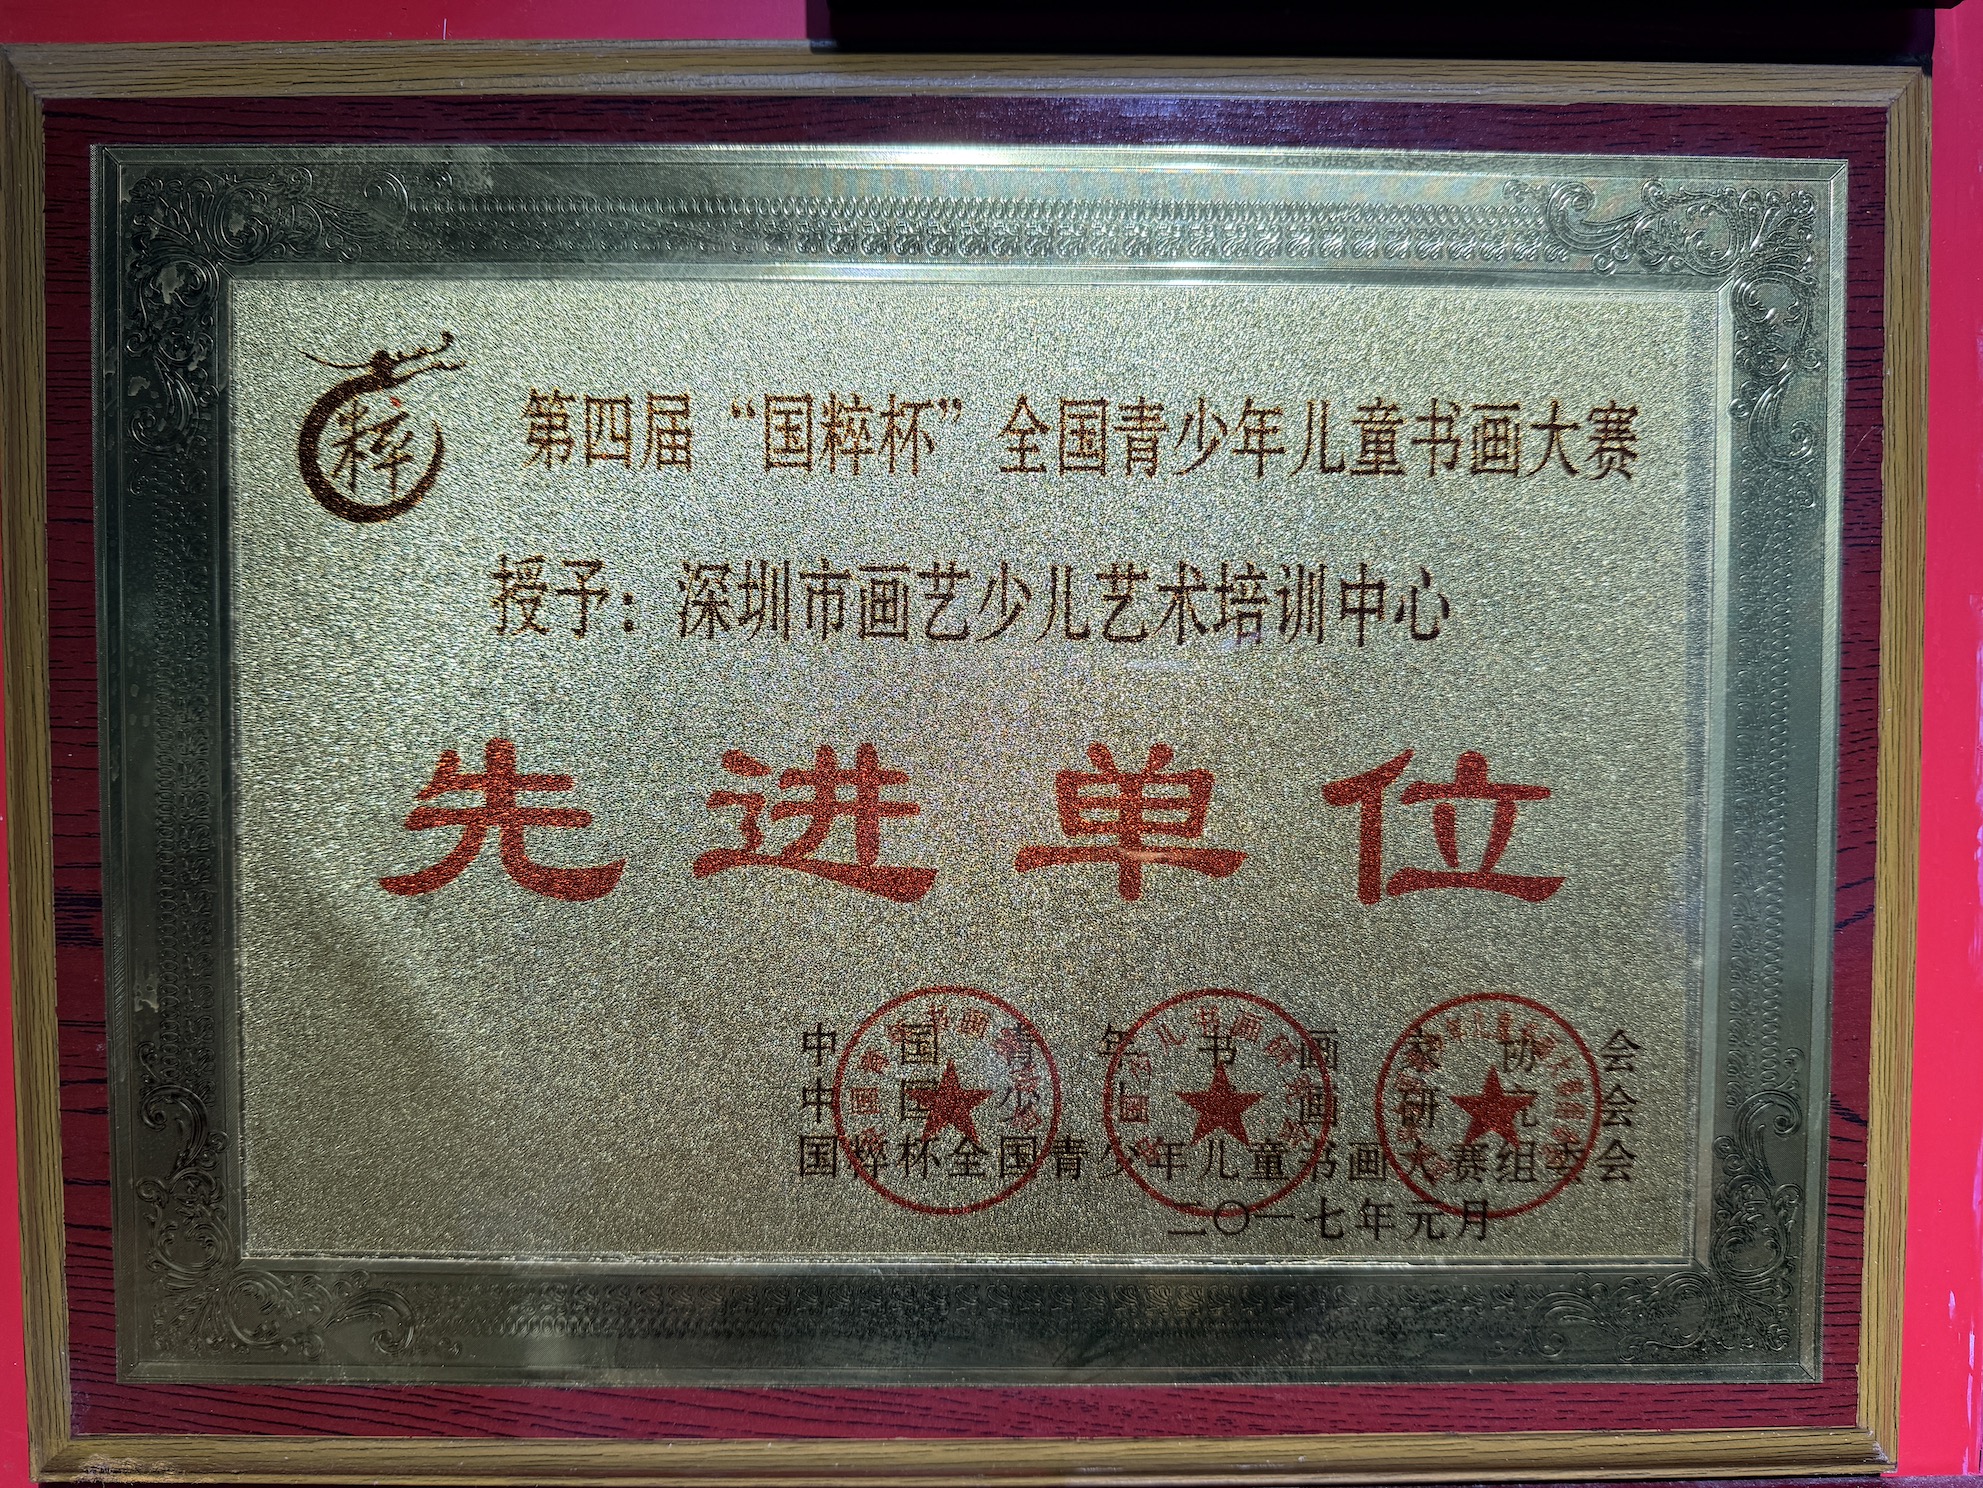 粹
第四届“国粹杯”全国青少年儿童书画大赛
授予：深圳市画艺少儿艺术培训中心
先进单位
中国青年书画家协会
中国少儿书画研究会
国粹杯全国青少年儿童书画大赛组委会
二〇一七年元月